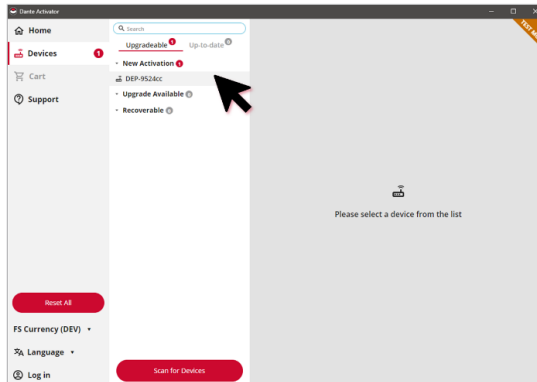 Dante Activator
TEST M
Home
Devices 1
Cart
Support
Reset All
FS Currency (DEV)
Language
Log in
Search
Upgradeable 1 Up-to-date 0
New Activation 1
DEP-9524cc
Upgrade Available 0
Recoverable 0
Scan for Devices
Please select a device from the list